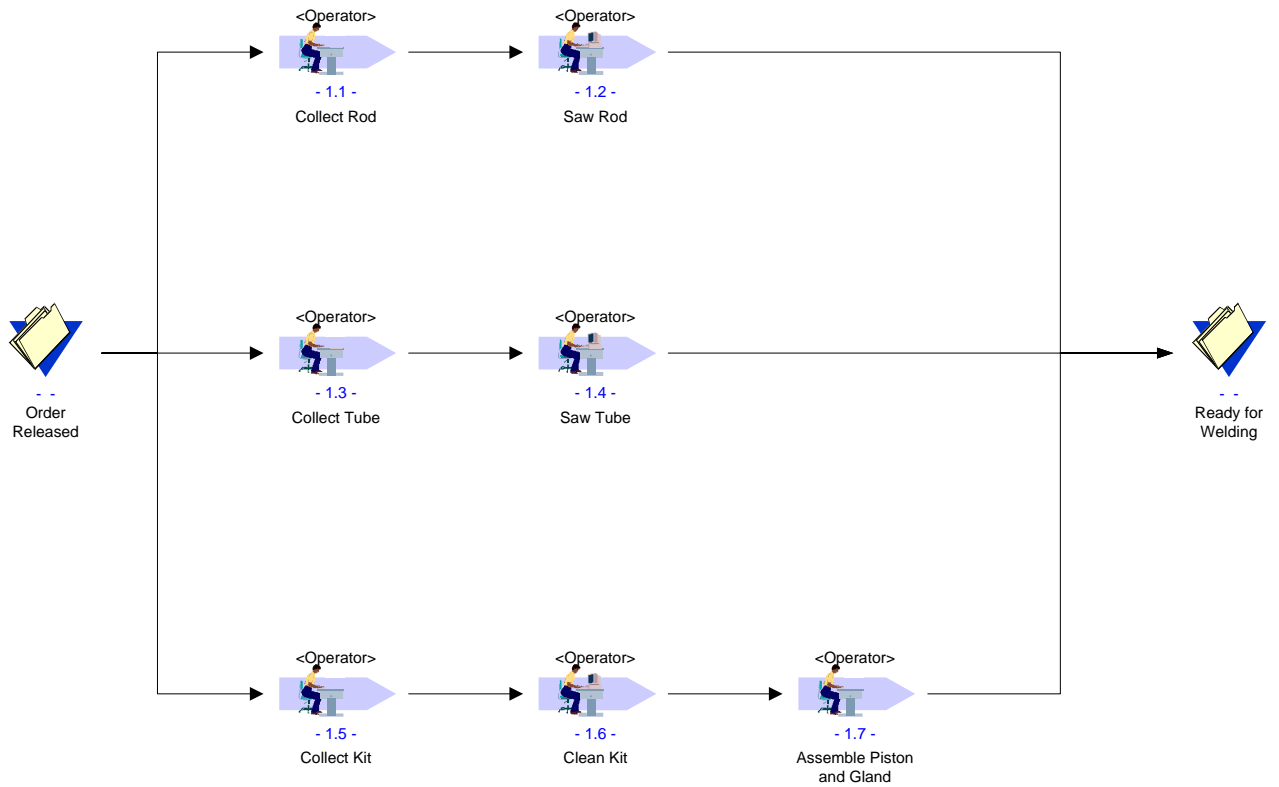 <Operator>
- 1.1 -
Collect Rod
<Operator>
- 1.2 -
Saw Rod
- -
Order
Released
<Operator>
- 1.3 -
Collect Tube
<Operator>
- 1.4 -
Saw Tube
- -
Ready for
Welding
<Operator>
- 1.5 -
Collect Kit
<Operator>
- 1.6 -
Clean Kit
<Operator>
- 1.7 -
Assemble Piston
and Gland